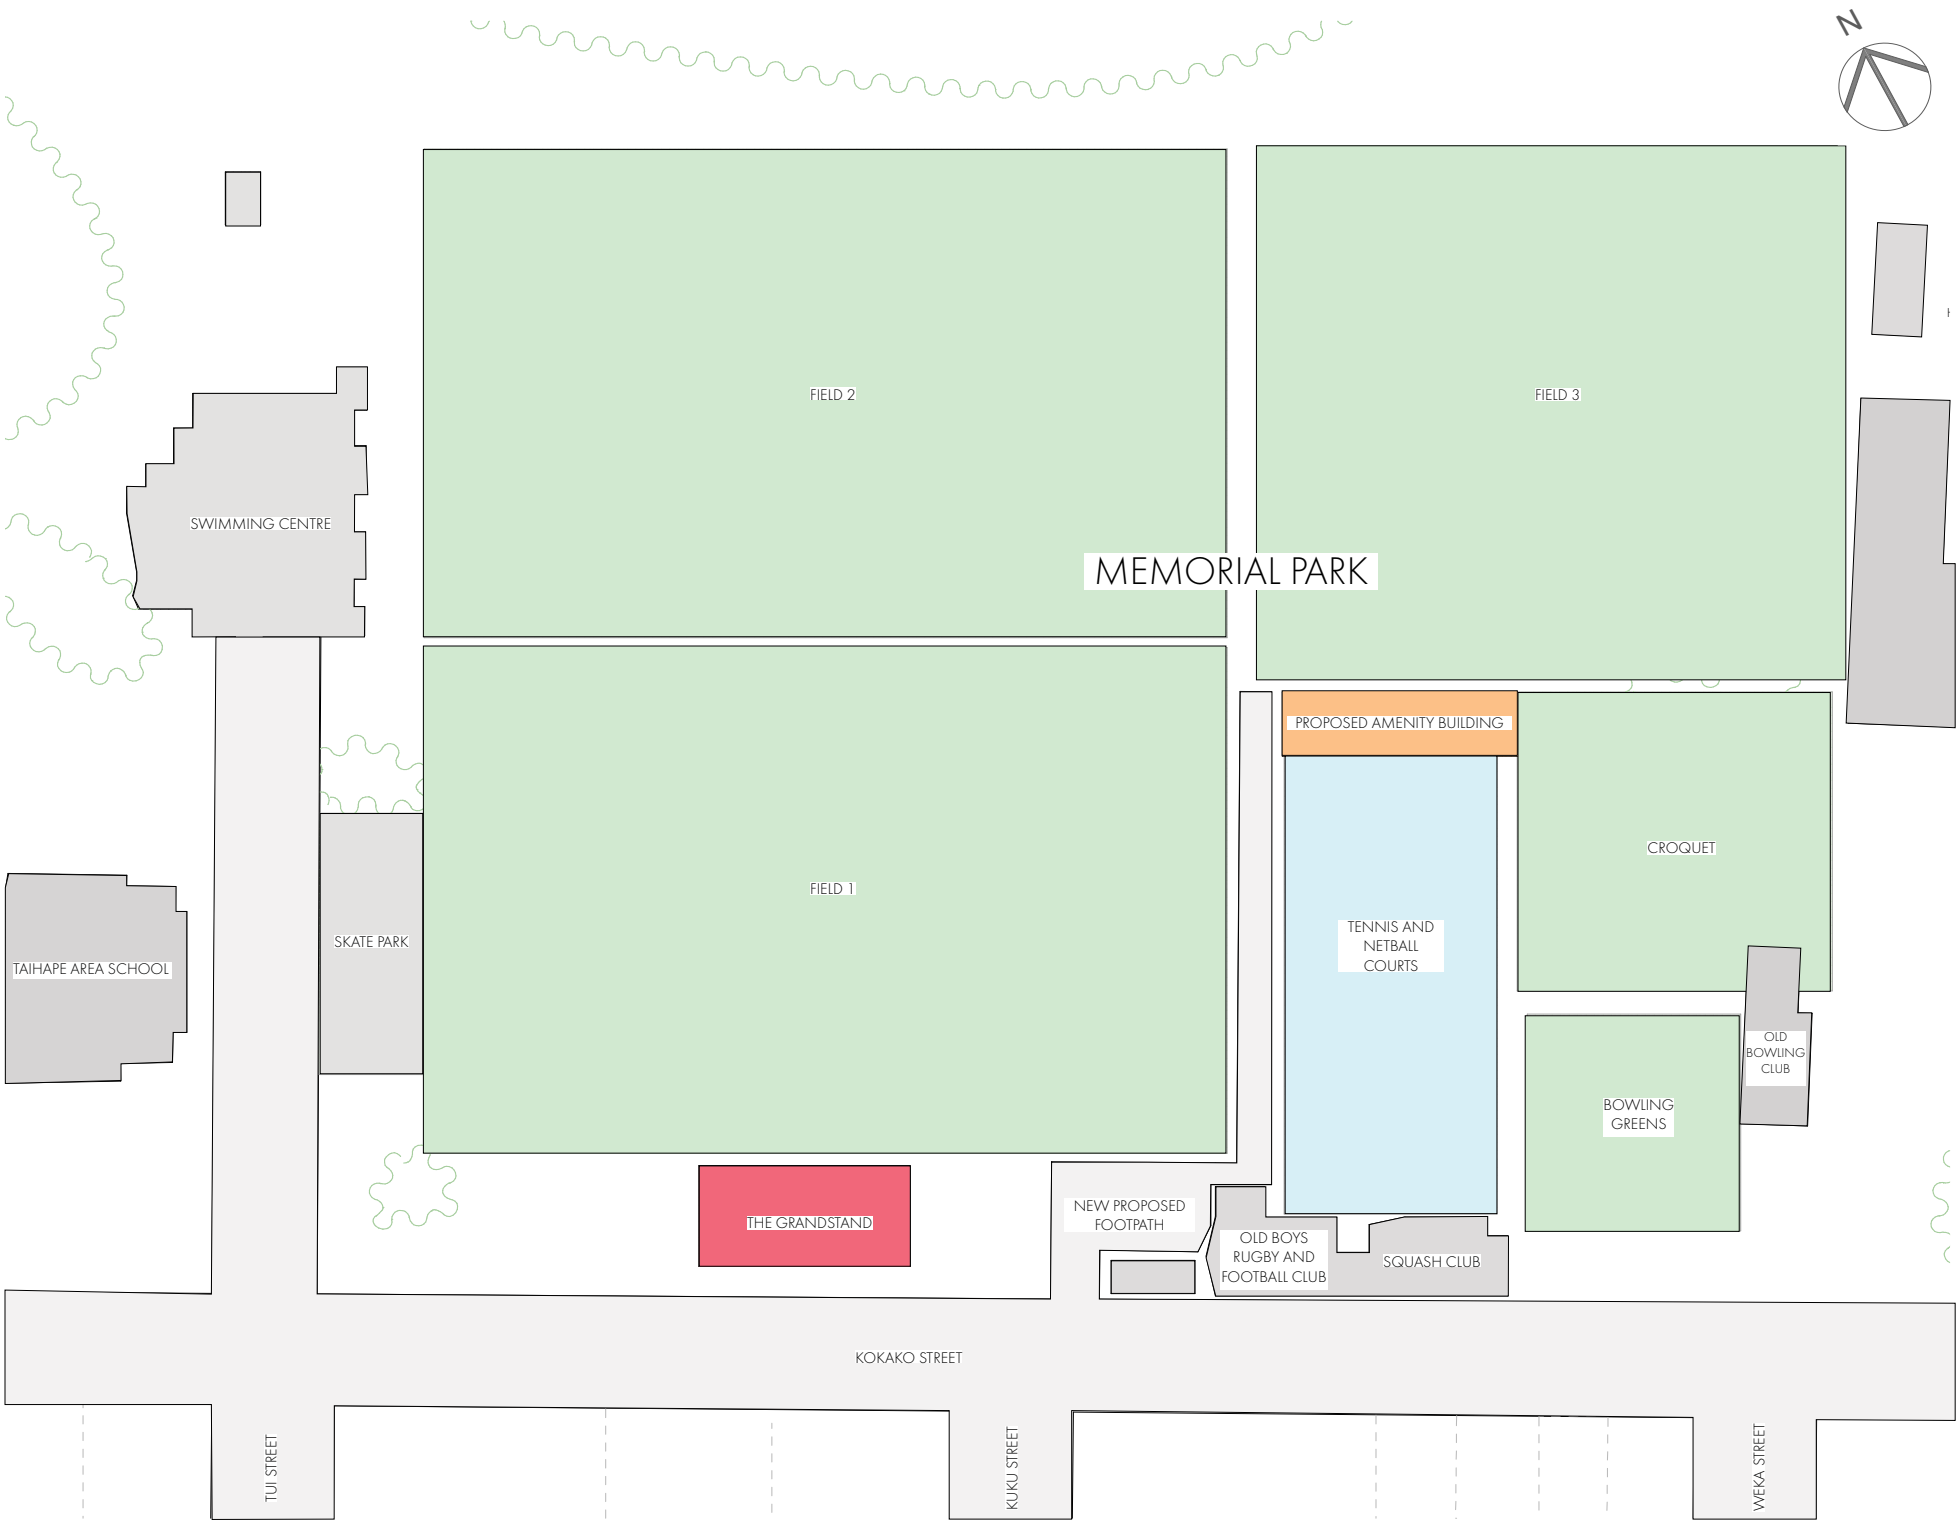 N
FIELD 2
FIELD 3
SWIMMING CENTRE
MEMORIAL PARK
PROPOSED AMENITY BUILDING
CROQUET
FIELD 1
TENNIS AND
NETBALL
COURTS
SKATE PARK
TAIHAPE AREA SCHOOL
OLD
BOWLING
CLUB
BOWLING
GREENS
NEW PROPOSED
FOOTPATH
THE GRANDSTAND
OLD BOYS
RUGBY AND
FOOTBALL CLUB
SQUASH CLUB
KOKAKO STREET
TUI STREET
KUKU STREET
WEKA STREET